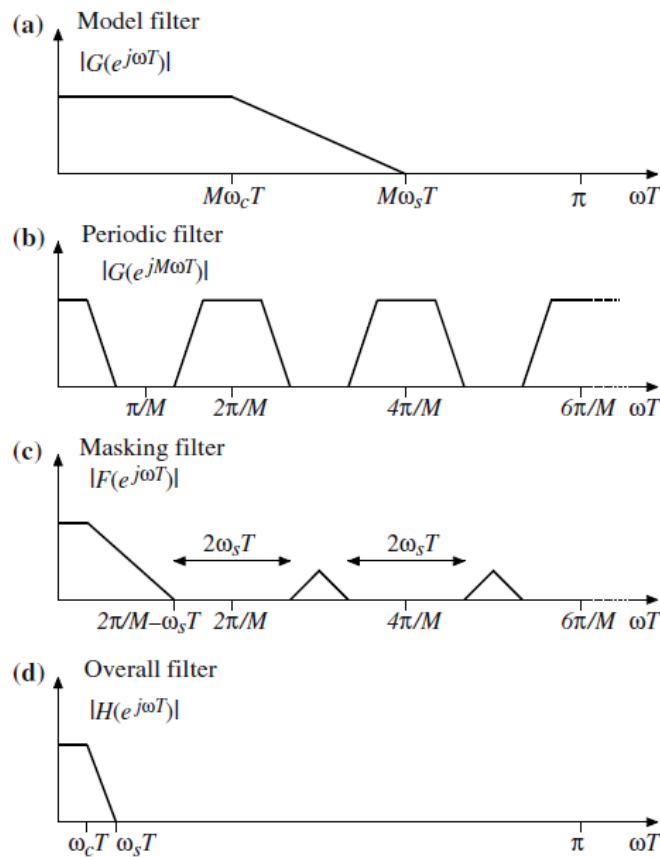 (a) Model filter
|G(e^{jωT})|
Mω_cT Mω_sT π ωT
(b) Periodic filter
|G(e^{jMωT})|
π/M 2π/M 4π/M 6π/M ωT
(c) Masking filter
|F(e^{jωT})|
2ω_sT 2ω_sT
2π/M–ω_sT 2π/M 4π/M 6π/M ωT
(d) Overall filter
|H(e^{jωT})|
ω_cT ω_sT π ωT